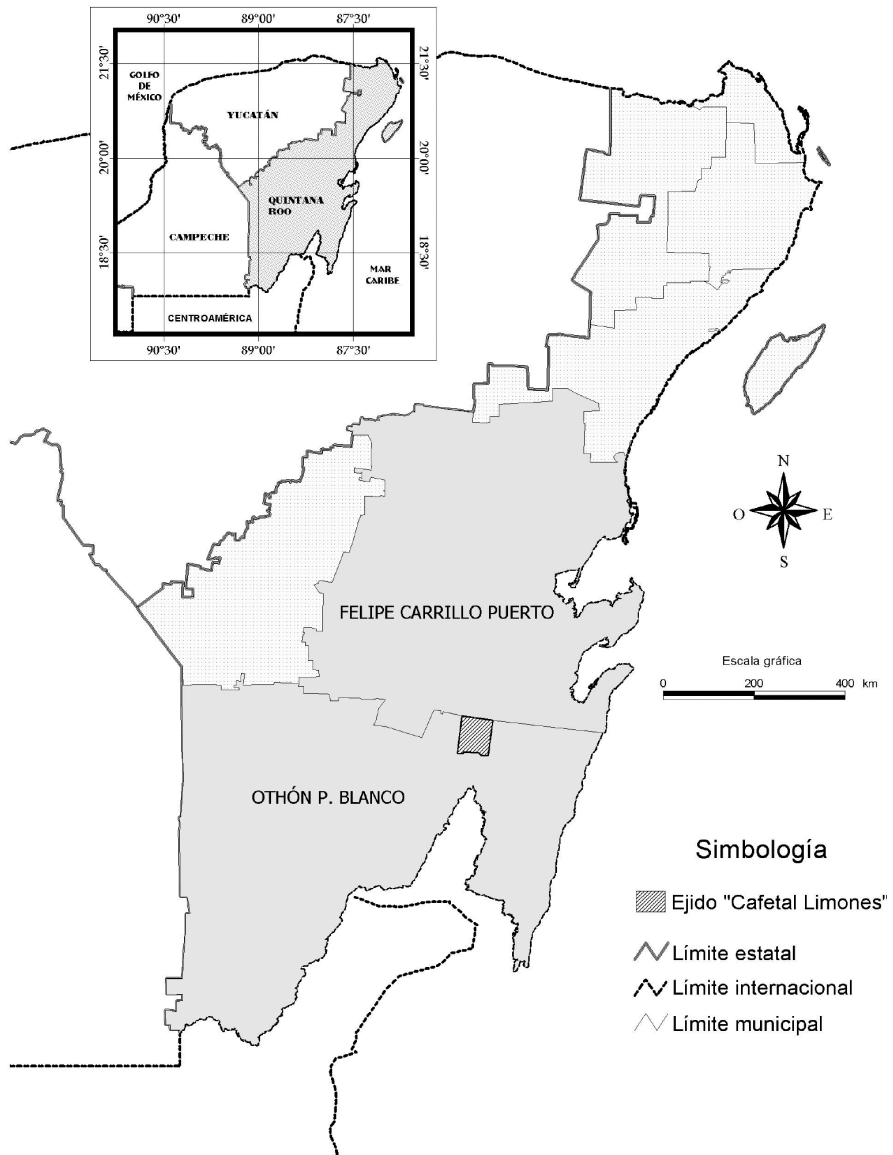 90°30'
89°00'
87°30'
21°30'
21°30'
GOLFO
DE
MÉXICO
YUCATÁN
20°00'
20°00'
QUINTANA
ROO
CAMPECHE
18°30'
18°30'
MAR
CARIBE
CENTROAMÉRICA
90°30'
89°00'
87°30'
N
O
E
S
FELIPE CARRILLO PUERTO
Escala gráfica
0 200 400 km
OTHÓN P. BLANCO
Simbología
Ejido "Cafetal Limones"
Límite estatal
Límite internacional
Límite municipal